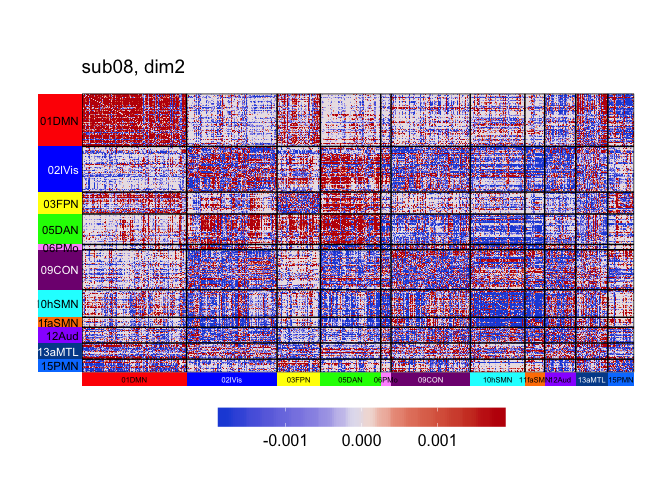 sub08, dim2
01DMN
02lVis
03FPN
05DAN
06PMo
09CON
10hSMN
1faSMN
12Aud
13aMTL
15PMN
01DMN 02lVis 03FPN 05DAN 06PMo 09CON 10hSMN 11faSMN 12Aud 13aMTL 15PMN
-0.001 0.000 0.001